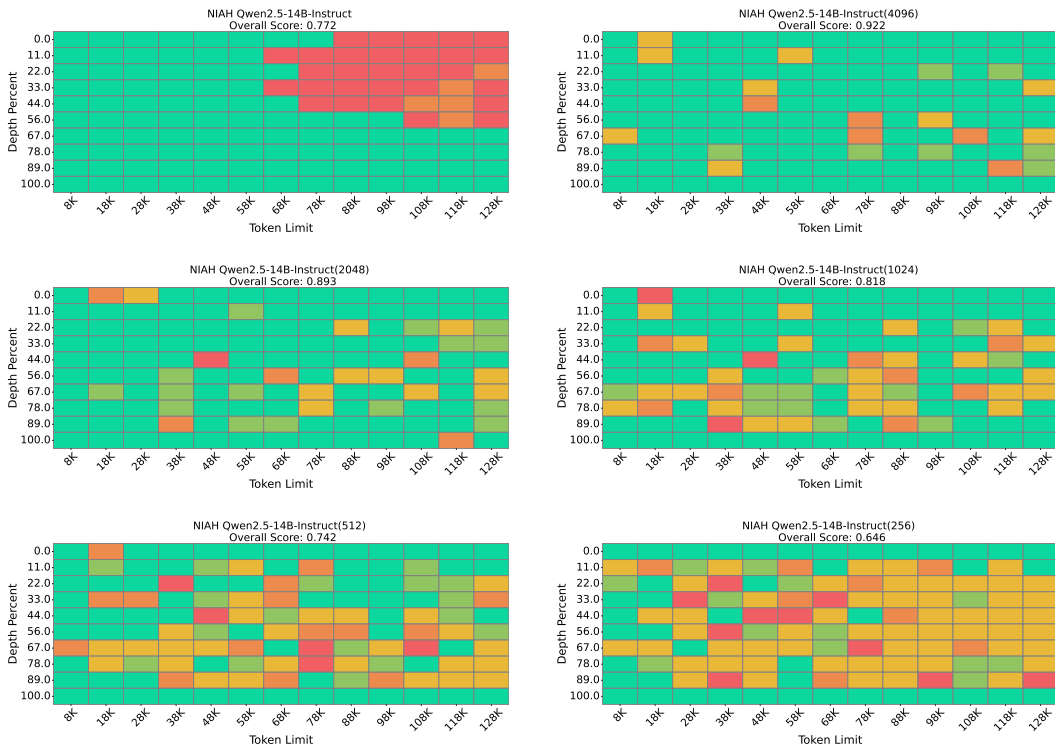 NIAH Qwen2.5-14B-Instruct
Overall Score: 0.772
Depth Percent
0.0
11.0
22.0
33.0
44.0
56.0
67.0
78.0
89.0
100.0
8K 18K 28K 38K 48K 58K 68K 78K 88K 98K 108K 118K 128K
Token Limit
NIAH Qwen2.5-14B-Instruct(4096)
Overall Score: 0.922
Depth Percent
0.0
11.0
22.0
33.0
44.0
56.0
67.0
78.0
89.0
100.0
8K 18K 28K 38K 48K 58K 68K 78K 88K 98K 108K 118K 128K
Token Limit
NIAH Qwen2.5-14B-Instruct(2048)
Overall Score: 0.893
Depth Percent
0.0
11.0
22.0
33.0
44.0
56.0
67.0
78.0
89.0
100.0
8K 18K 28K 38K 48K 58K 68K 78K 88K 98K 108K 118K 128K
Token Limit
NIAH Qwen2.5-14B-Instruct(1024)
Overall Score: 0.818
Depth Percent
0.0
11.0
22.0
33.0
44.0
56.0
67.0
78.0
89.0
100.0
8K 18K 28K 38K 48K 58K 68K 78K 88K 98K 108K 118K 128K
Token Limit
NIAH Qwen2.5-14B-Instruct(512)
Overall Score: 0.742
Depth Percent
0.0
11.0
22.0
33.0
44.0
56.0
67.0
78.0
89.0
100.0
8K 18K 28K 38K 48K 58K 68K 78K 88K 98K 108K 118K 128K
Token Limit
NIAH Qwen2.5-14B-Instruct(256)
Overall Score: 0.646
Depth Percent
0.0
11.0
22.0
33.0
44.0
56.0
67.0
78.0
89.0
100.0
8K 18K 28K 38K 48K 58K 68K 78K 88K 98K 108K 118K 128K
Token Limit